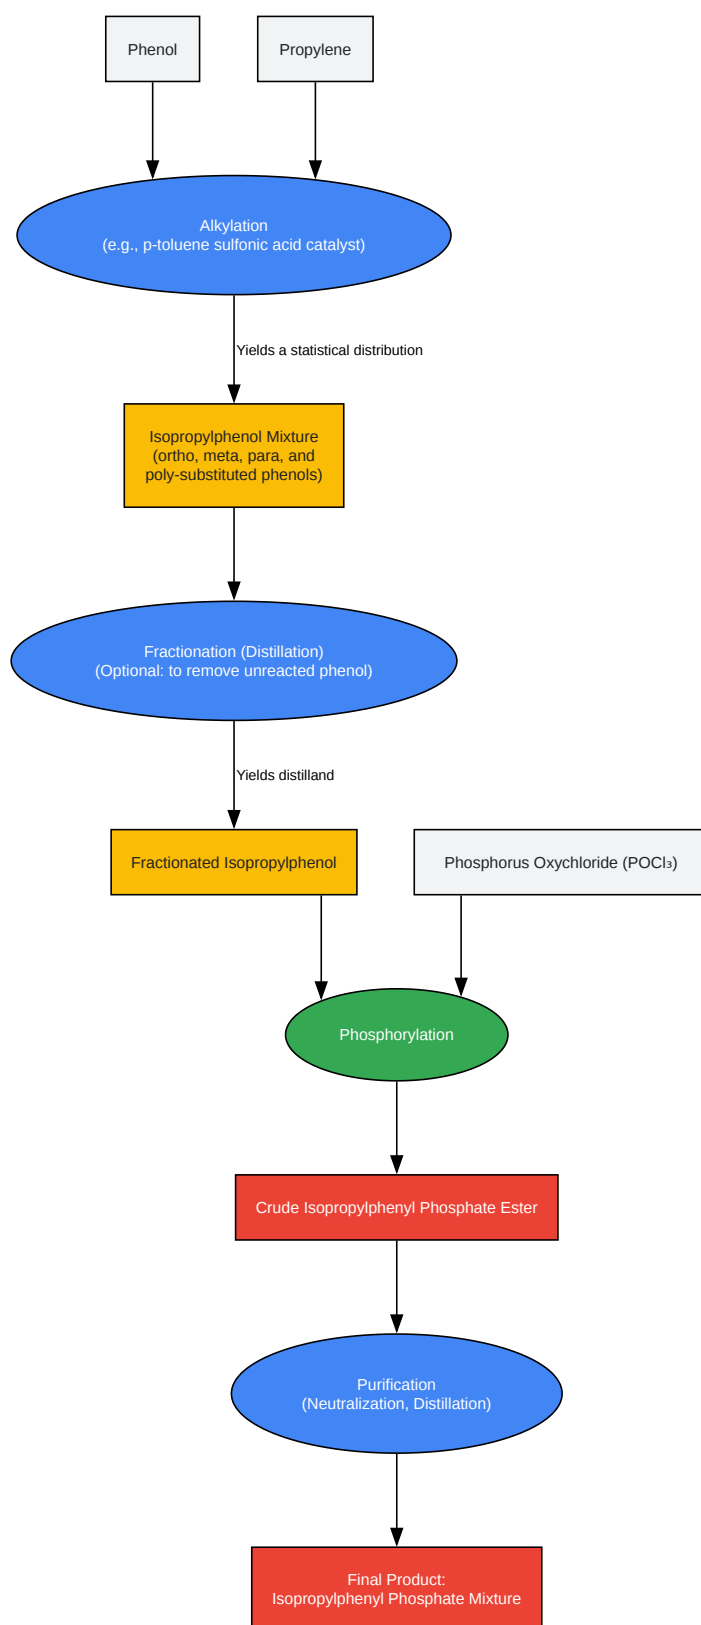 Phenol
Propylene
Alkylation
(e.g., p-toluene sulfonic acid catalyst)
Yields a statistical distribution
Isopropylphenol Mixture
(ortho, meta, para, and
poly-substituted phenols)
Fractionation (Distillation)
(Optional: to remove unreacted phenol)
Yields distilland
Fractionated Isopropylphenol
Phosphorus Oxychloride (POCl₃)
Phosphorylation
Crude Isopropylphenyl Phosphate Ester
Purification
(Neutralization, Distillation)
Final Product:
Isopropylphenyl Phosphate Mixture